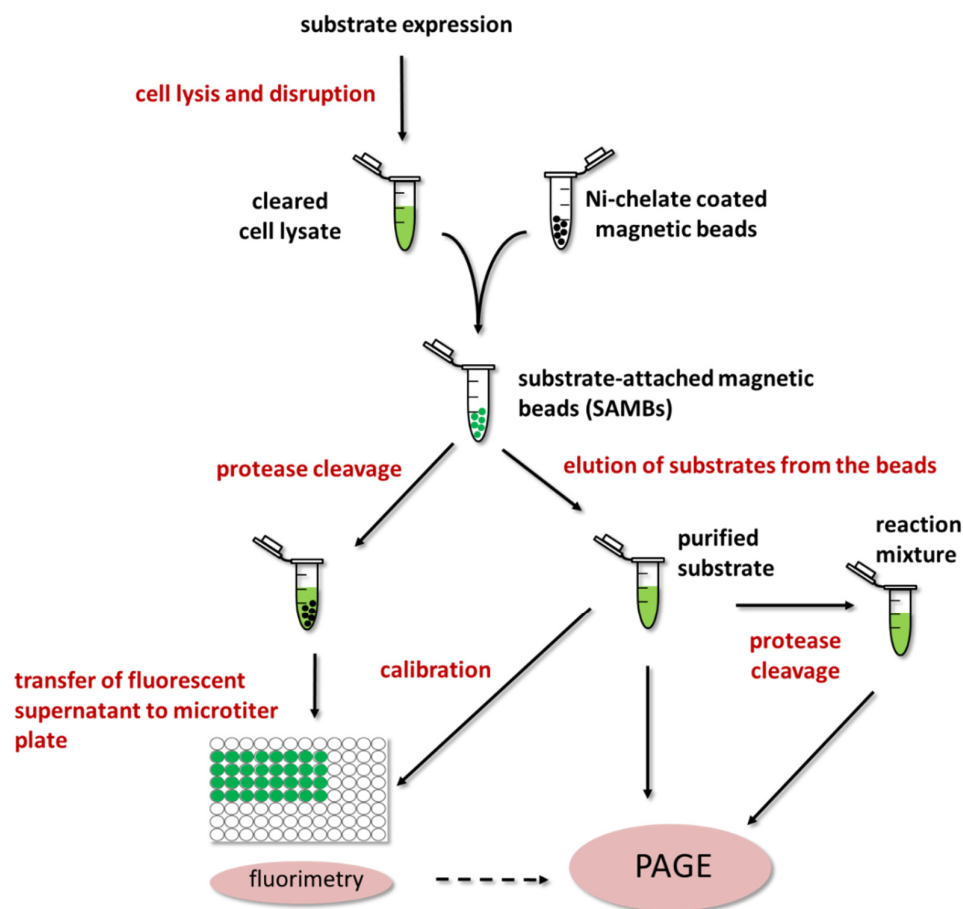 substrate expression
cell lysis and disruption
cleared
cell lysate
Ni-chelate coated
magnetic beads
substrate-attached magnetic
beads (SAMBs)
protease cleavage
elution of substrates from the beads
purified
substrate
reaction
mixture
protease
cleavage
calibration
transfer of fluorescent
supernatant to microtiter
plate
fluorimetry
PAGE